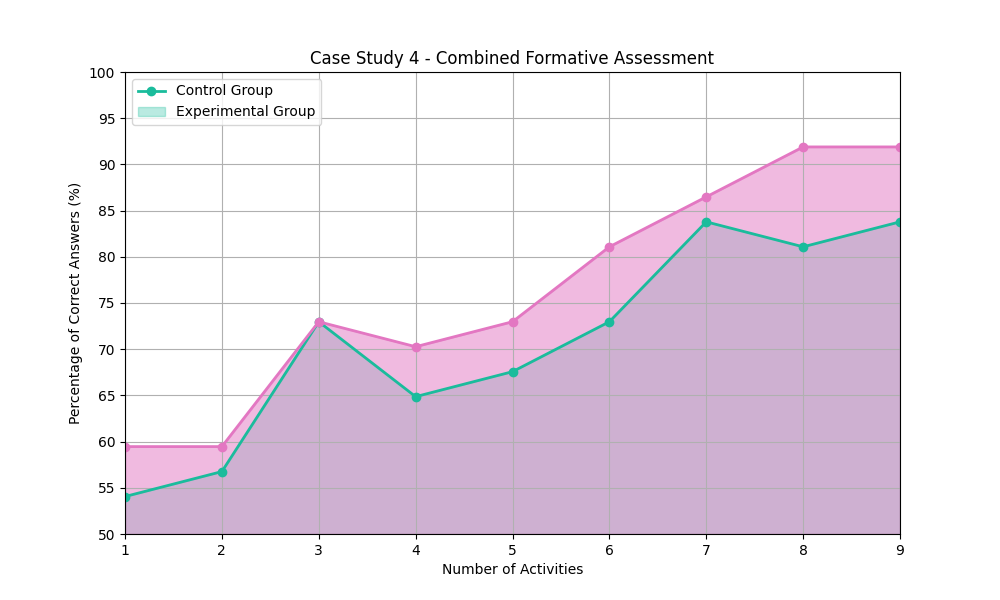 Case Study 4 - Combined Formative Assessment
Control Group
Experimental Group
Percentage of Correct Answers (%)
100
95
90
85
80
75
70
65
60
55
50
1 2 3 4 5 6 7 8 9
Number of Activities